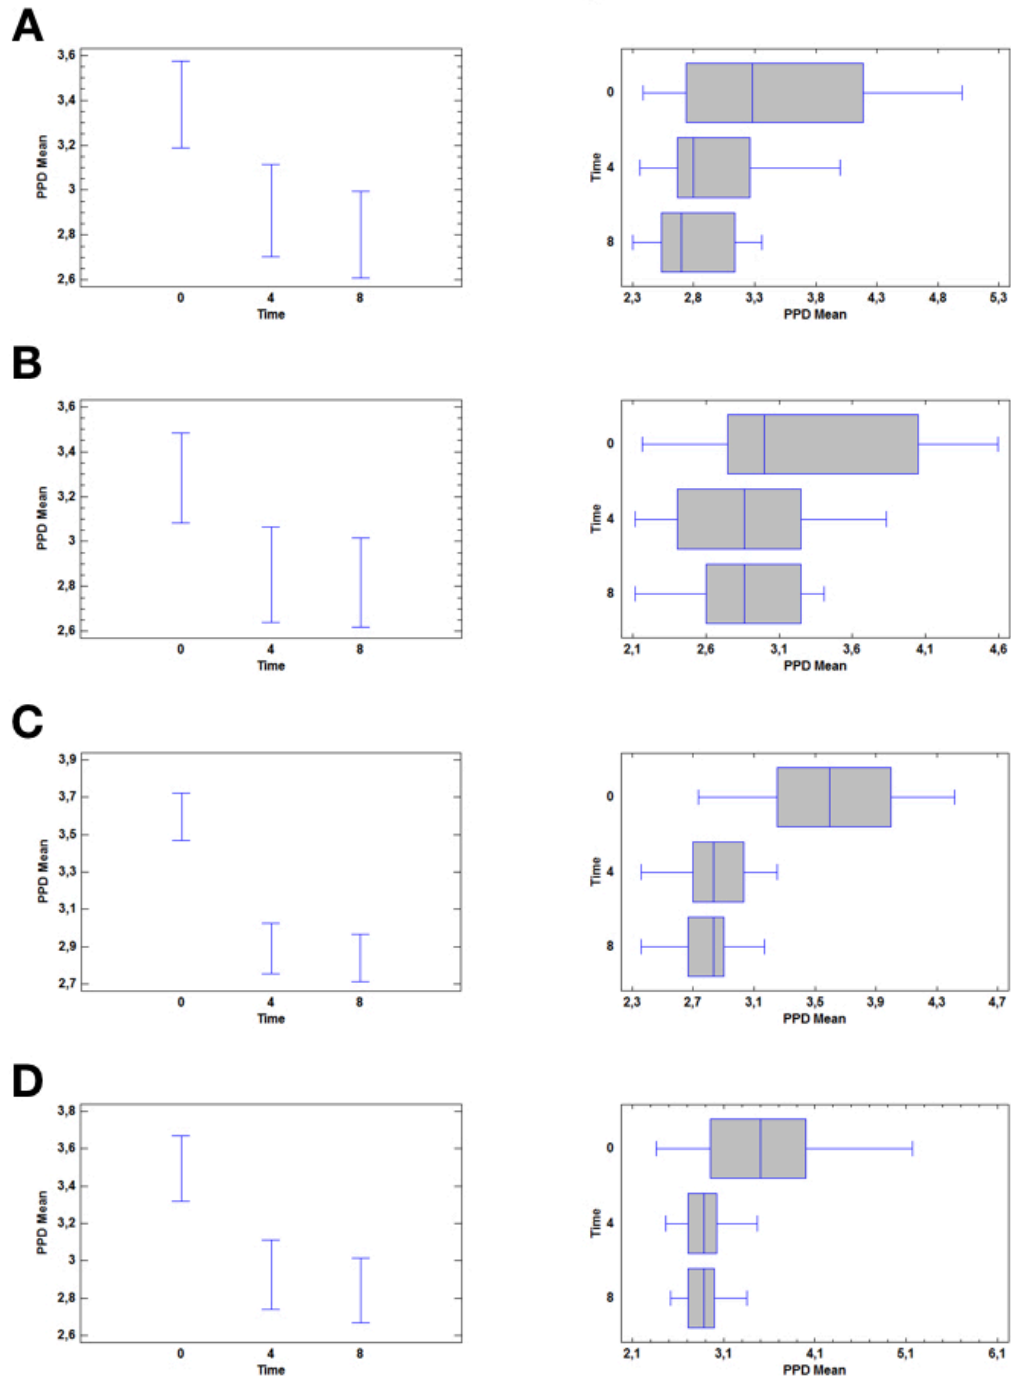 A
3,6
3,4
3,2
3
2,8
2,6
PPD Mean
0 4 8
Time
0
4
8
Time
2,3 2,8 3,3 3,8 4,3 4,8 5,3
PPD Mean
B
3,6
3,4
3,2
3
2,8
2,6
PPD Mean
0 4 8
Time
0
4
8
Time
2,1 2,6 3,1 3,6 4,1 4,6
PPD Mean
C
3,9
3,7
3,5
3,3
3,1
2,9
2,7
PPD Mean
0 4 8
Time
0
4
8
Time
2,3 2,7 3,1 3,5 3,9 4,3 4,7
PPD Mean
D
3,8
3,6
3,4
3,2
3
2,8
2,6
PPD Mean
0 4 8
Time
0
4
8
Time
2,1 3,1 4,1 5,1 6,1
PPD Mean